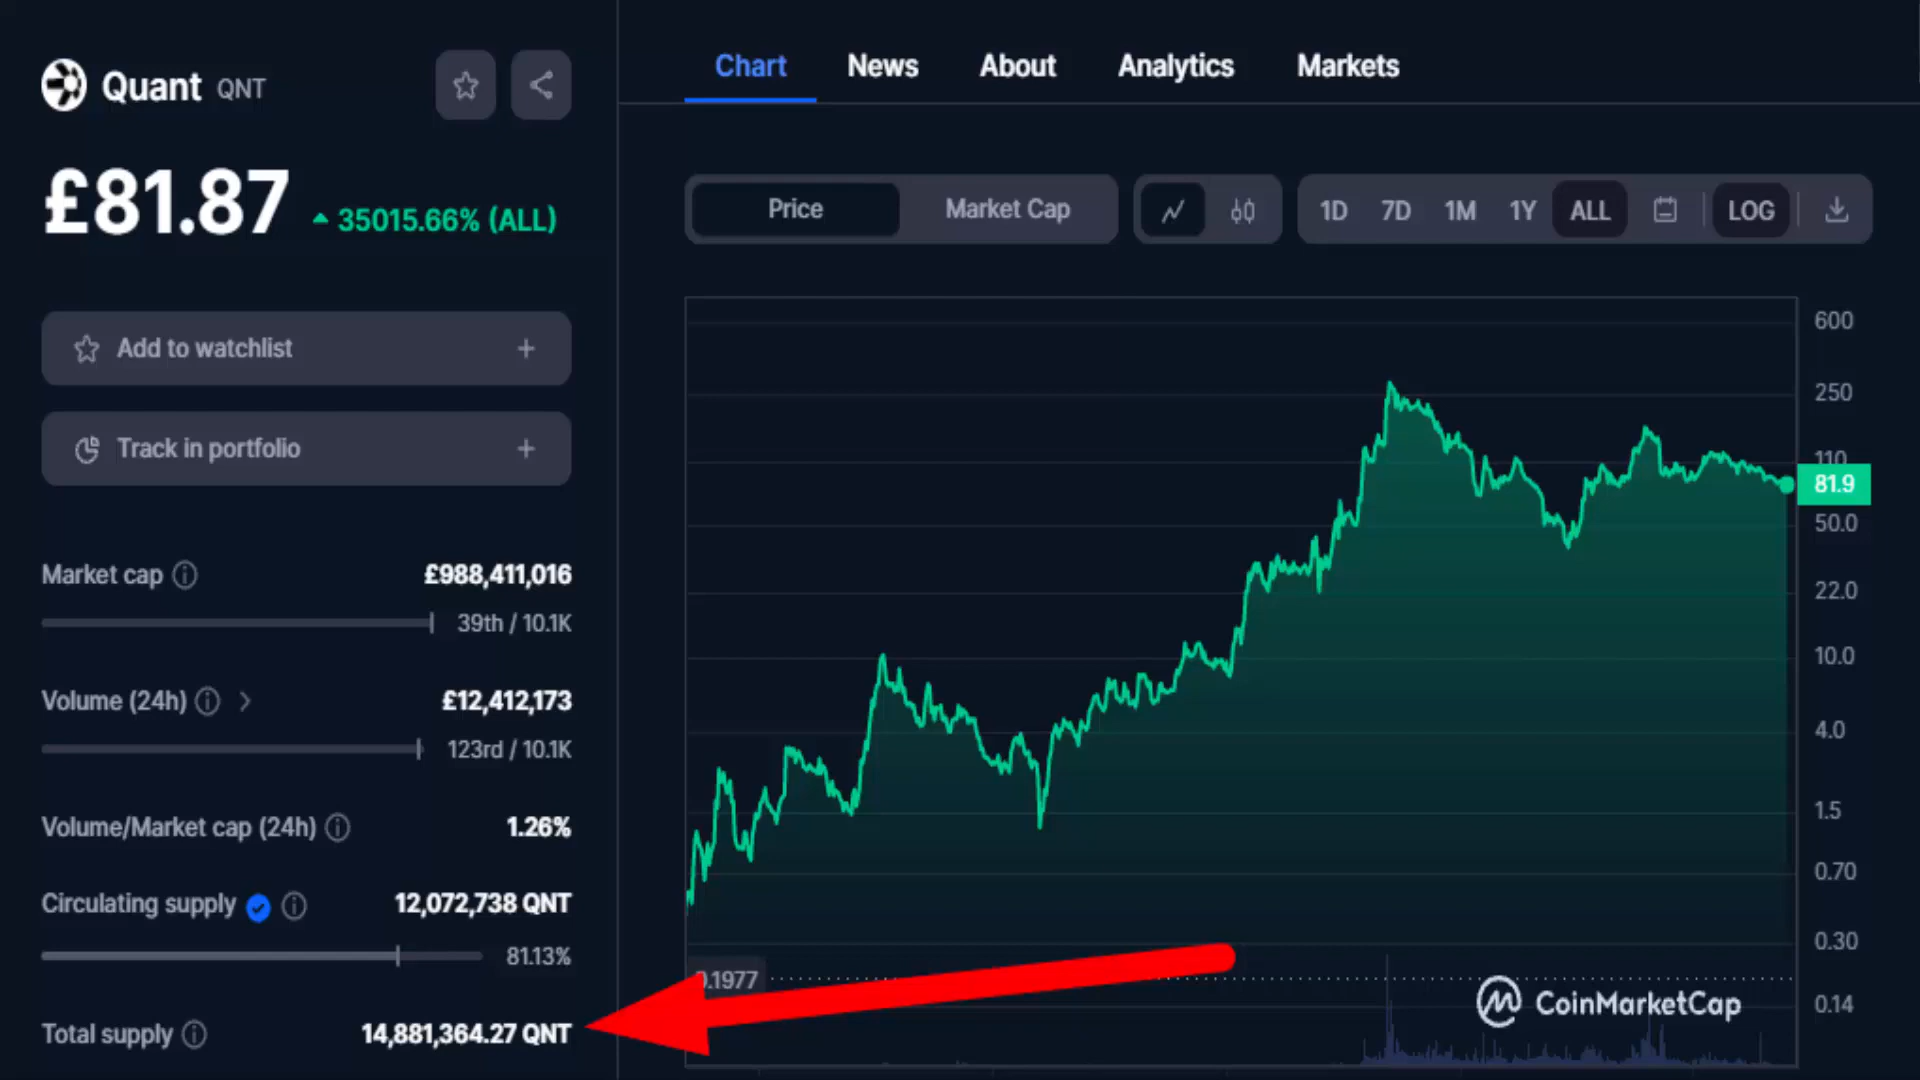 Quant QNT
£81.87 35015.66% (ALL)
Add to watchlist +
Track in portfolio +
Market cap £988,411,016
39th / 10.1K
Volume (24h) £12,412,173
123rd / 10.1K
Volume/Market cap (24h) 1.26%
Circulating supply 12,072,738 QNT
81.13%
Total supply 14,881,364.27 QNT
Chart News About Analytics Markets
Price Market Cap 1D 7D 1M 1Y ALL LOG
600
250
110
81.9
50.0
22.0
10.0
4.0
1.5
0.70
0.30
0.1977
0.14
CoinMarketCap